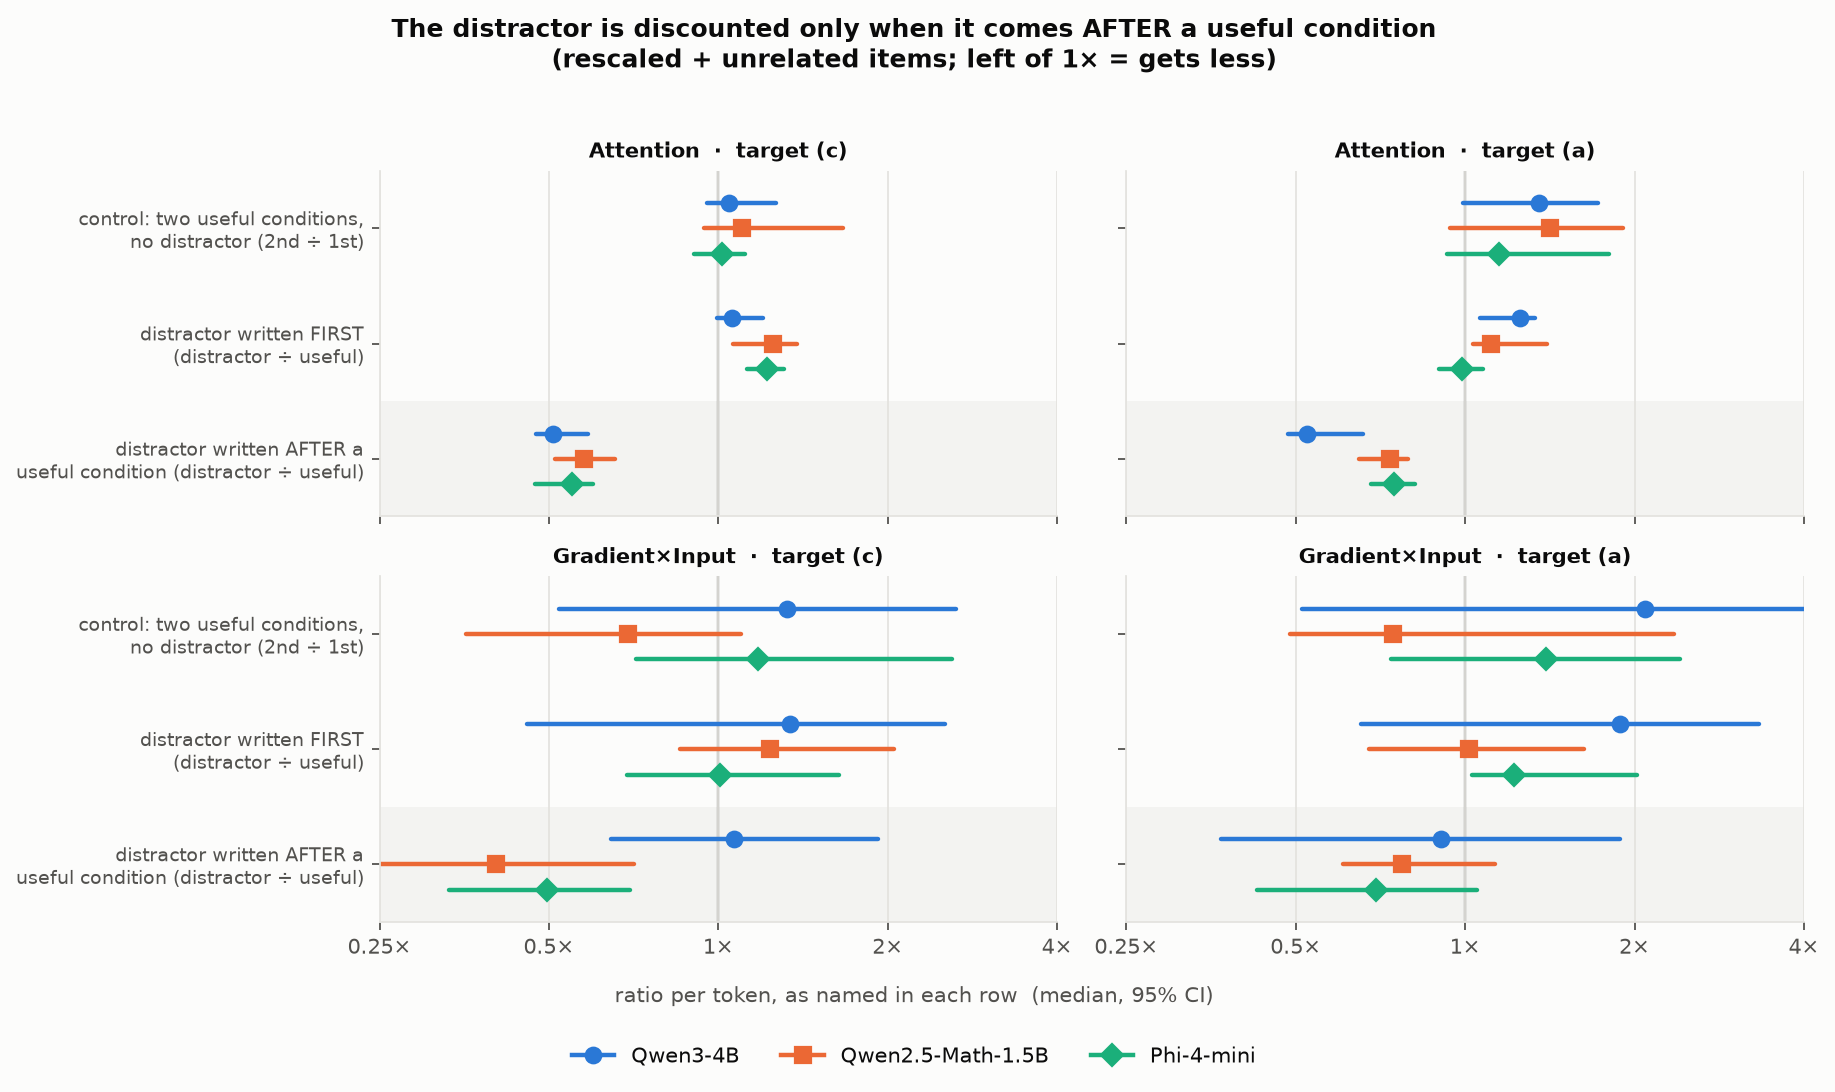 The distractor is discounted only when it comes AFTER a useful condition
(rescaled + unrelated items; left of 1× = gets less)
Attention · target (c)
Attention · target (a)
control: two useful conditions,
no distractor (2nd ÷ 1st)
distractor written FIRST
(distractor ÷ useful)
distractor written AFTER a
useful condition (distractor ÷ useful)
Gradient×Input · target (c)
Gradient×Input · target (a)
control: two useful conditions,
no distractor (2nd ÷ 1st)
distractor written FIRST
(distractor ÷ useful)
distractor written AFTER a
useful condition (distractor ÷ useful)
0.25× 0.5× 1× 2× 4× 0.25× 0.5× 1× 2× 4×
ratio per token, as named in each row (median, 95% CI)
Qwen3-4B Qwen2.5-Math-1.5B Phi-4-mini